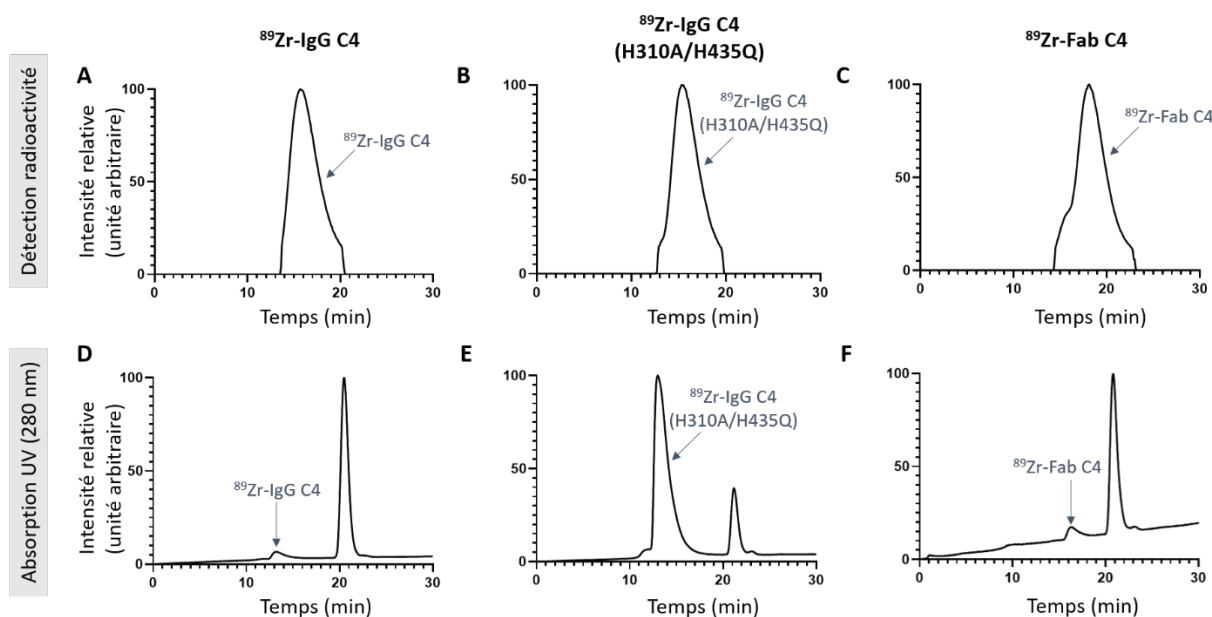 ⁸⁹Zr-IgG C4
⁸⁹Zr-IgG C4
(H310A/H435Q)
⁸⁹Zr-Fab C4
Détection radioactivité
A
Intensité relative
(unité arbitraire)
100
50
0
0 10 20 30
Temps (min)
⁸⁹Zr-IgG C4
B
100
50
0
0 10 20 30
Temps (min)
⁸⁹Zr-IgG C4
(H310A/H435Q)
C
100
50
0
0 10 20 30
Temps (min)
⁸⁹Zr-Fab C4
Absorption UV (280 nm)
D
Intensité relative
(unité arbitraire)
100
50
0
0 10 20 30
Temps (min)
⁸⁹Zr-IgG C4
E
100
50
0
0 10 20 30
Temps (min)
⁸⁹Zr-IgG C4
(H310A/H435Q)
F
100
50
0
0 10 20 30
Temps (min)
⁸⁹Zr-Fab C4